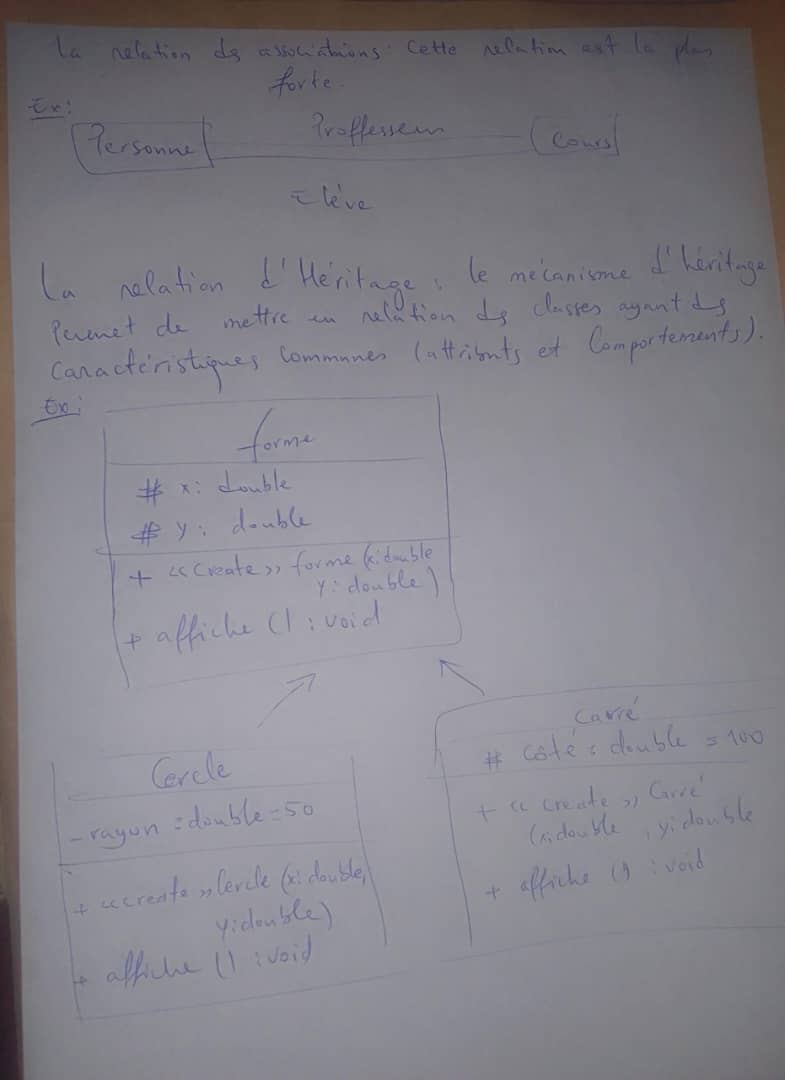 La relation des associations: Cette relation est la plus
forte.
Ex:
Personne Proffesseur Cours
Elève
La relation d'Héritage: le mécanisme d'héritage
Permet de mettre en relation des classes ayant des
Caractéristiques Communes (attributs et Comportements).
Ex:
forme
# x: double
# y: double
+ <<Create>> forme (x:double
y:double)
+ affiche () : void
Carré
# côté : double = 100
+ << create >> Carré
(x:double, y:double
+ affiche () : void
Cercle
- rayon : double = 50
+ <<create>> Cercle (x:double,
y:double)
+ affiche () : void